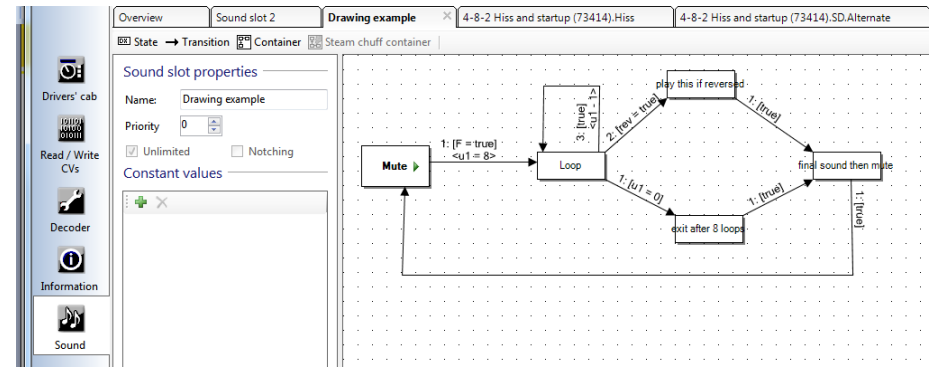 Overview
Sound slot 2
Drawing example
4-8-2 Hiss and startup (73414).Hiss
4-8-2 Hiss and startup (73414).SD.Alternate
State
Transition
Container
Steam chuff container
Drivers' cab
Read / Write
CVs
Decoder
Information
Sound
Sound slot properties
Name: Drawing example
Priority 0
Unlimited
Notching
Constant values
Mute
1: [F = true]
<u1 = 8>
Loop
3: [true]
<u1 - 1>
2: [rev = true]
play this if reversed
1: [true]
1: [u1 = 0]
exit after 8 loops
1: [true]
final sound then mute
1: [true]